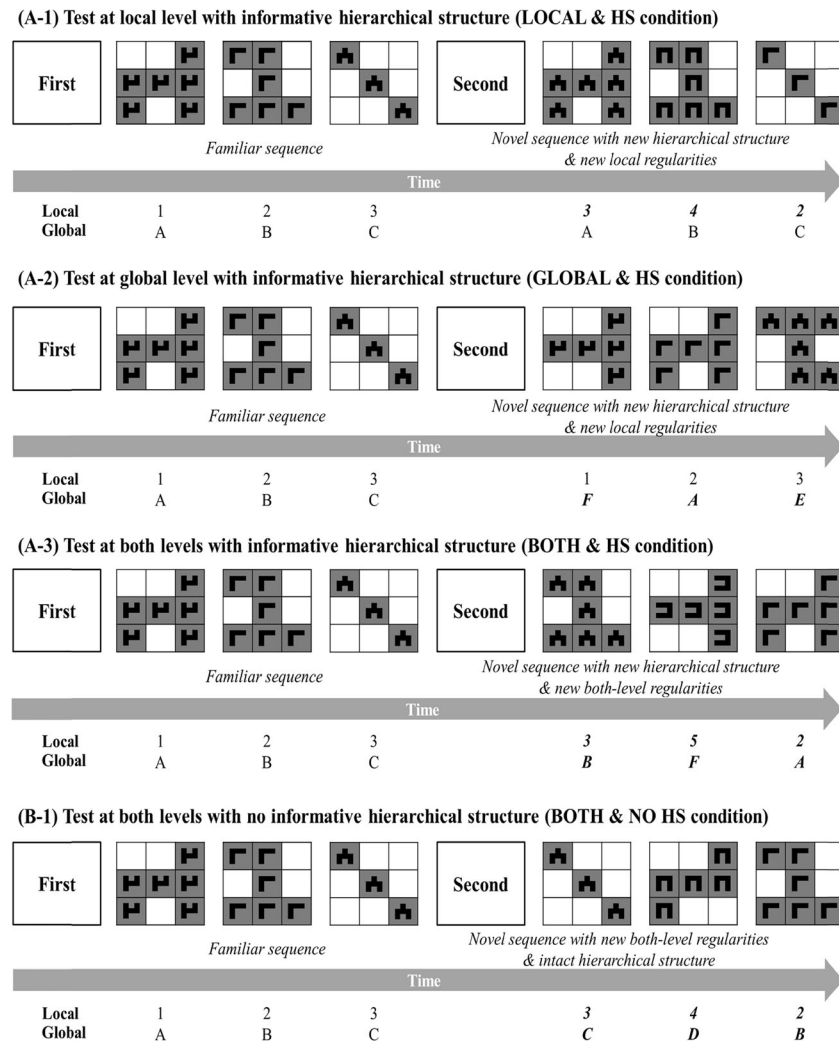 (A-1) Test at local level with informative hierarchical structure (LOCAL & HS condition)
First
Second
Familiar sequence
Novel sequence with new hierarchical structure
& new local regularities
Time
Local 1 2 3 3 4 2
Global A B C A B C
(A-2) Test at global level with informative hierarchical structure (GLOBAL & HS condition)
First
Second
Familiar sequence
Novel sequence with new hierarchical structure
& new local regularities
Time
Local 1 2 3 1 2 3
Global A B C F A E
(A-3) Test at both levels with informative hierarchical structure (BOTH & HS condition)
First
Second
Familiar sequence
Novel sequence with new hierarchical structure
& new both-level regularities
Time
Local 1 2 3 3 5 2
Global A B C B F A
(B-1) Test at both levels with no informative hierarchical structure (BOTH & NO HS condition)
First
Second
Familiar sequence
Novel sequence with new both-level regularities
& intact hierarchical structure
Time
Local 1 2 3 3 4 2
Global A B C C D B